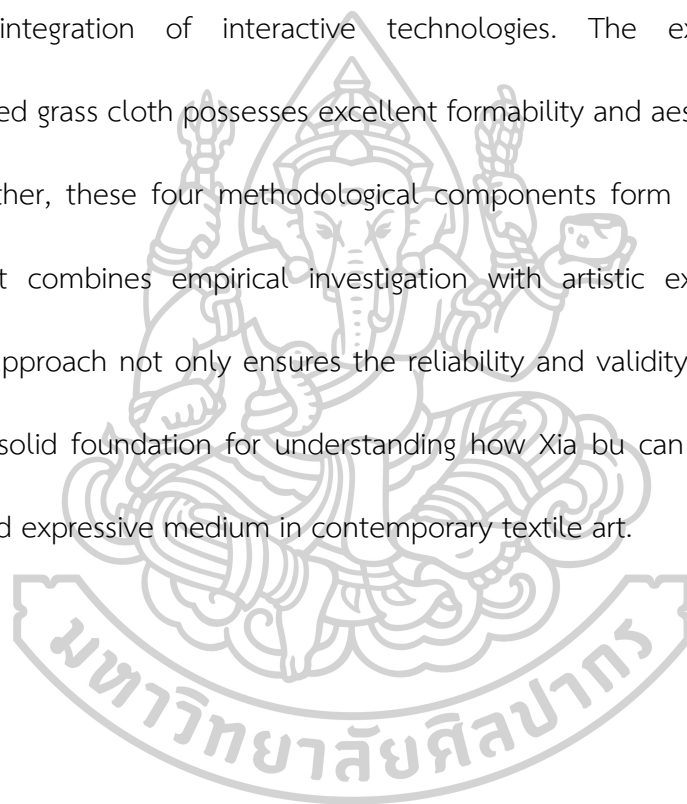 integration of interactive technologies. The ex
ed grass cloth possesses excellent formability and aes
ther, these four methodological components form
t combines empirical investigation with artistic ex
pproach not only ensures the reliability and validity
solid foundation for understanding how Xia bu can
d expressive medium in contemporary textile art.
มหาวิทยาลัยศิลปากร